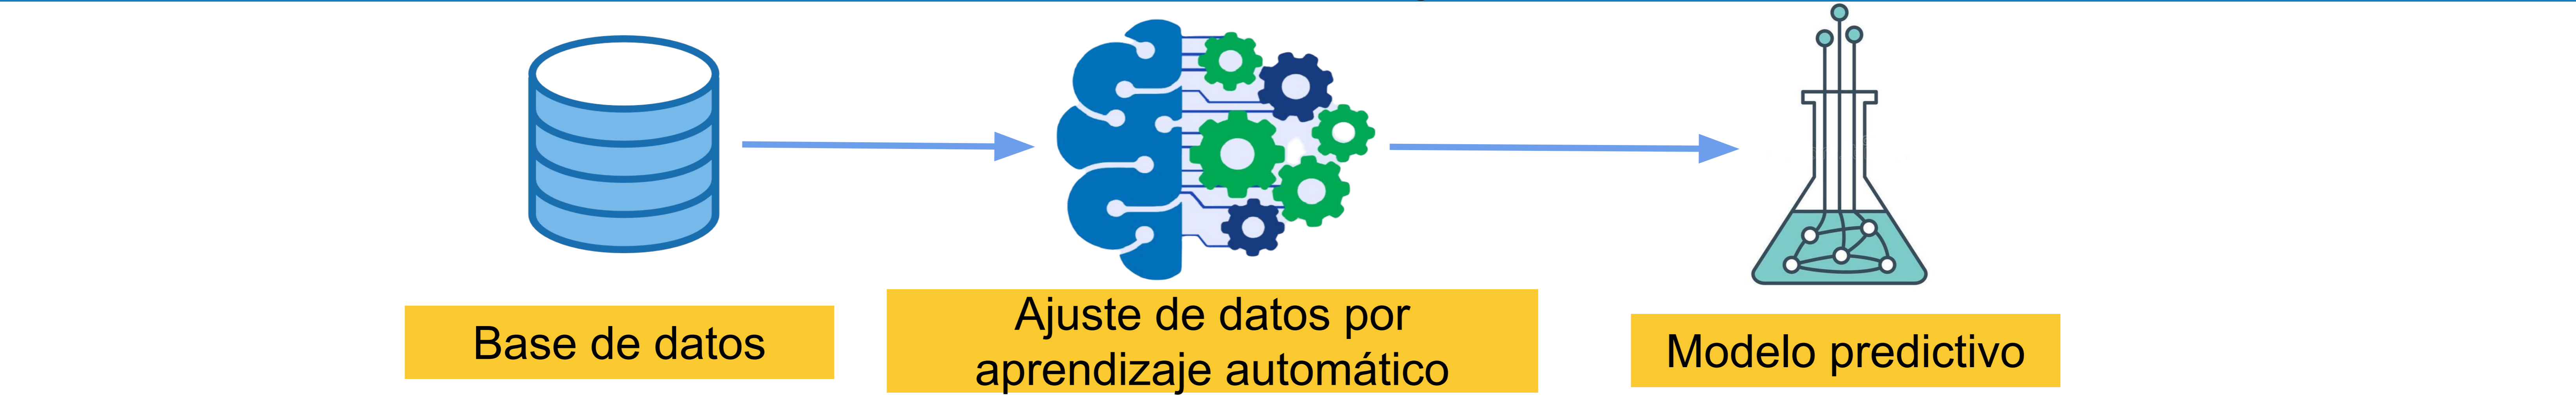 Base de datos
Ajuste de datos por
aprendizaje automático
Modelo predictivo